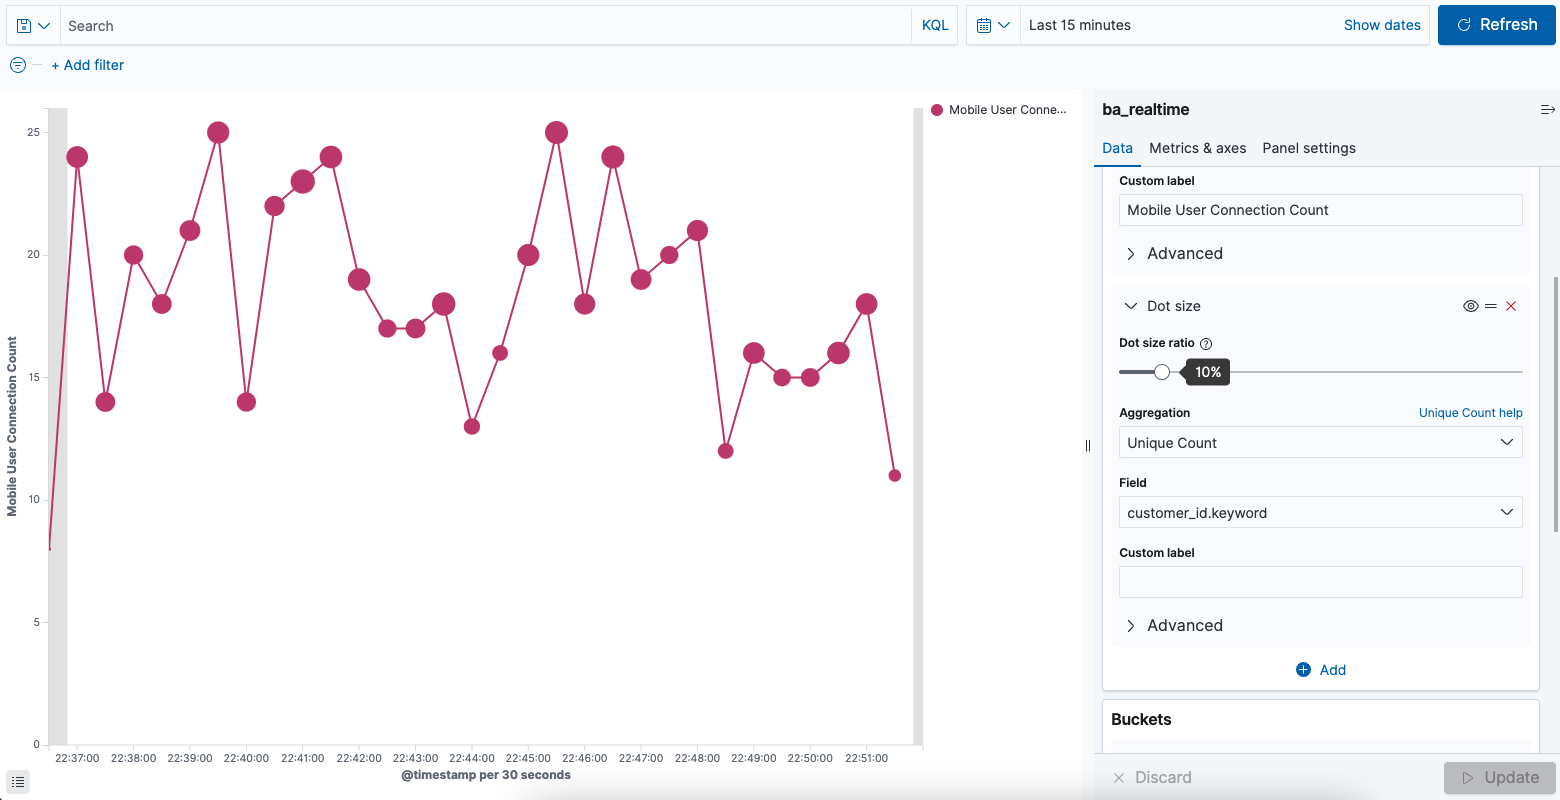 Search
KQL
Last 15 minutes
Show dates
Refresh
+ Add filter
Mobile User Connection Count
25
20
15
10
5
0
22:37:00 22:38:00 22:39:00 22:40:00 22:41:00 22:42:00 22:43:00 22:44:00 22:45:00 22:46:00 22:47:00 22:48:00 22:49:00 22:50:00 22:51:00
@timestamp per 30 seconds
Mobile User Conne...
ba_realtime
Data Metrics & axes Panel settings
Custom label
Mobile User Connection Count
Advanced
Dot size
Dot size ratio
10%
Aggregation
Unique Count help
Unique Count
Field
customer_id.keyword
Custom label
Advanced
Add
Buckets
Discard
Update